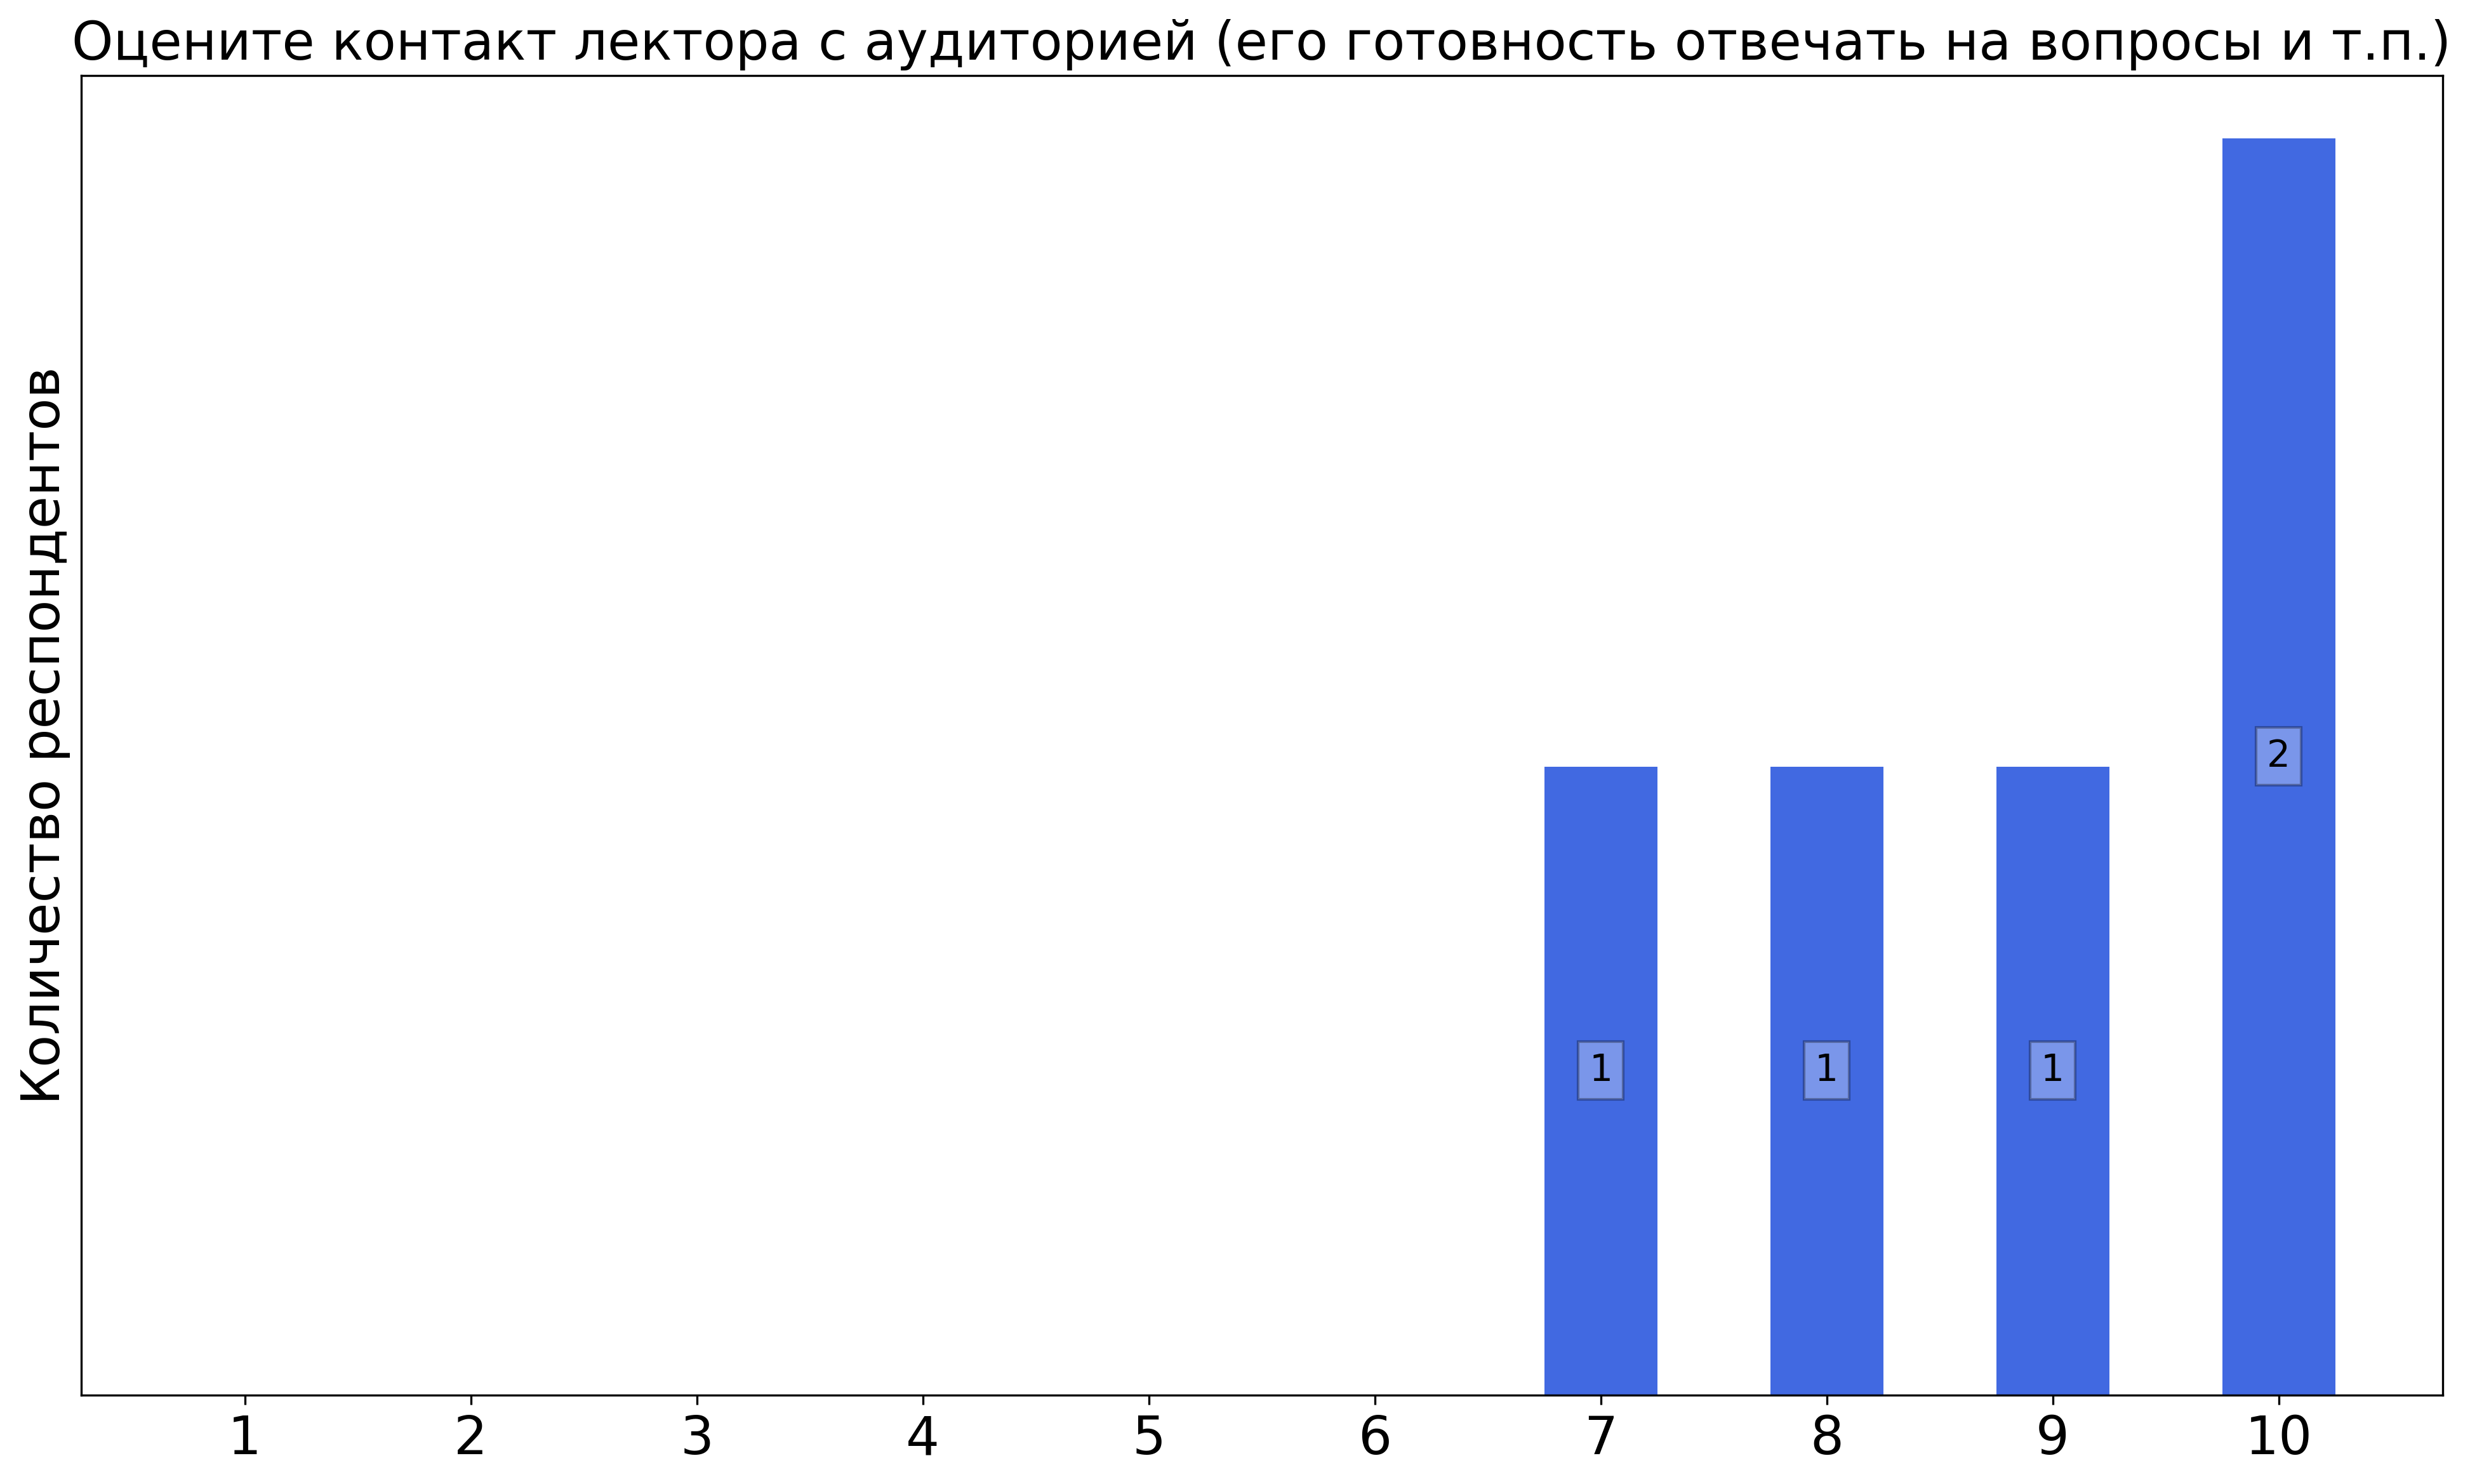 Оцените контакт лектора с аудиторией (его готовность отвечать на вопросы и т.п.)
Количество респондентов
2
1 1 1
1 2 3 4 5 6 7 8 9 10